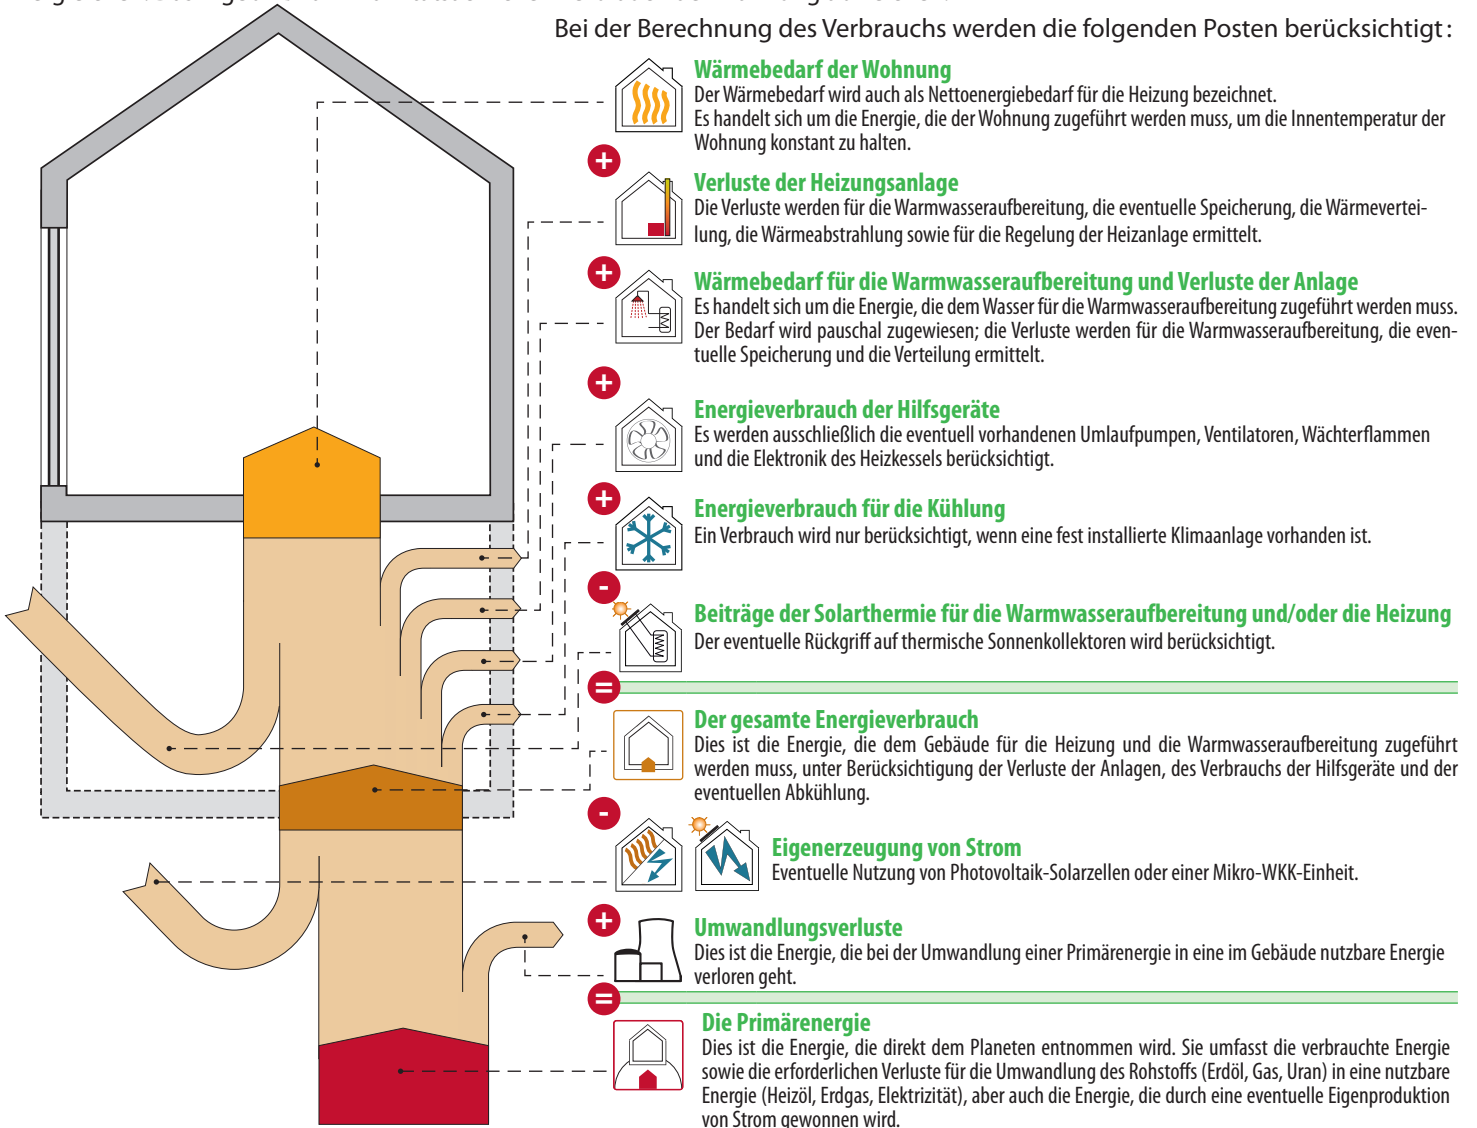 Bei der Berechnung des Verbrauchs werden die folgenden Posten berücksichtigt:
Wärmebedarf der Wohnung
Der Wärmebedarf wird auch als Nettoenergiebedarf für die Heizung bezeichnet.
Es handelt sich um die Energie, die der Wohnung zugeführt werden muss, um die Innentemperatur der
Wohnung konstant zu halten.
+
Verluste der Heizungsanlage
Die Verluste werden für die Warmwasseraufbereitung, die eventuelle Speicherung, die Wärmevertei-
lung, die Wärmeabstrahlung sowie für die Regelung der Heizanlage ermittelt.
+
Wärmebedarf für die Warmwasseraufbereitung und Verluste der Anlage
Es handelt sich um die Energie, die dem Wasser für die Warmwasseraufbereitung zugeführt werden muss.
Der Bedarf wird pauschal zugewiesen; die Verluste werden für die Warmwasseraufbereitung, die even-
tuelle Speicherung und die Verteilung ermittelt.
+
Energieverbrauch der Hilfsgeräte
Es werden ausschließlich die eventuell vorhandenen Umlaufpumpen, Ventilatoren, Wächterflammen
und die Elektronik des Heizkessels berücksichtigt.
+
Energieverbrauch für die Kühlung
Ein Verbrauch wird nur berücksichtigt, wenn eine fest installierte Klimaanlage vorhanden ist.
-
Beiträge der Solarthermie für die Warmwasseraufbereitung und/oder die Heizung
Der eventuelle Rückgriff auf thermische Sonnenkollektoren wird berücksichtigt.
=
Der gesamte Energieverbrauch
Dies ist die Energie, die dem Gebäude für die Heizung und die Warmwasseraufbereitung zugeführt
werden muss, unter Berücksichtigung der Verluste der Anlagen, des Verbrauchs der Hilfsgeräte und der
eventuellen Abkühlung.
-
Eigenerzeugung von Strom
Eventuelle Nutzung von Photovoltaik-Solarzellen oder einer Mikro-WKK-Einheit.
+
Umwandlungsverluste
Dies ist die Energie, die bei der Umwandlung einer Primärenergie in eine im Gebäude nutzbare Energie
verloren geht.
=
Die Primärenergie
Dies ist die Energie, die direkt dem Planeten entnommen wird. Sie umfasst die verbrauchte Energie
sowie die erforderlichen Verluste für die Umwandlung des Rohstoffs (Erdöl, Gas, Uran) in eine nutzbare
Energie (Heizöl, Erdgas, Elektrizität), aber auch die Energie, die durch eine eventuelle Eigenproduktion
von Strom gewonnen wird.